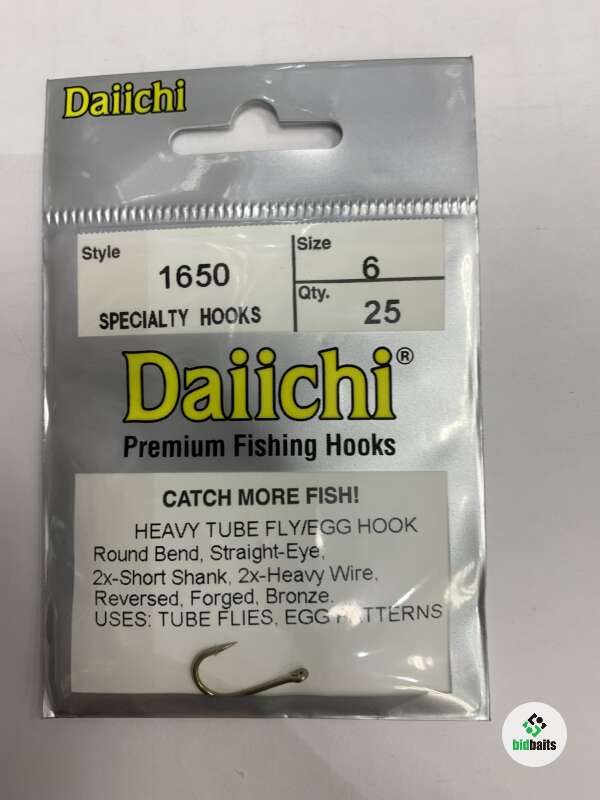 Daiichi
Style
1650
SPECIALTY HOOKS
Size
6
Qty.
25
Daiichi®
Premium Fishing Hooks
CATCH MORE FISH!
HEAVY TUBE FLY/EGG HOOK
Round Bend, Straight-Eye,
2x-Short Shank, 2x-Heavy Wire,
Reversed, Forged, Bronze.
USES: TUBE FLIES, EGG PATTERNS
bidbaits